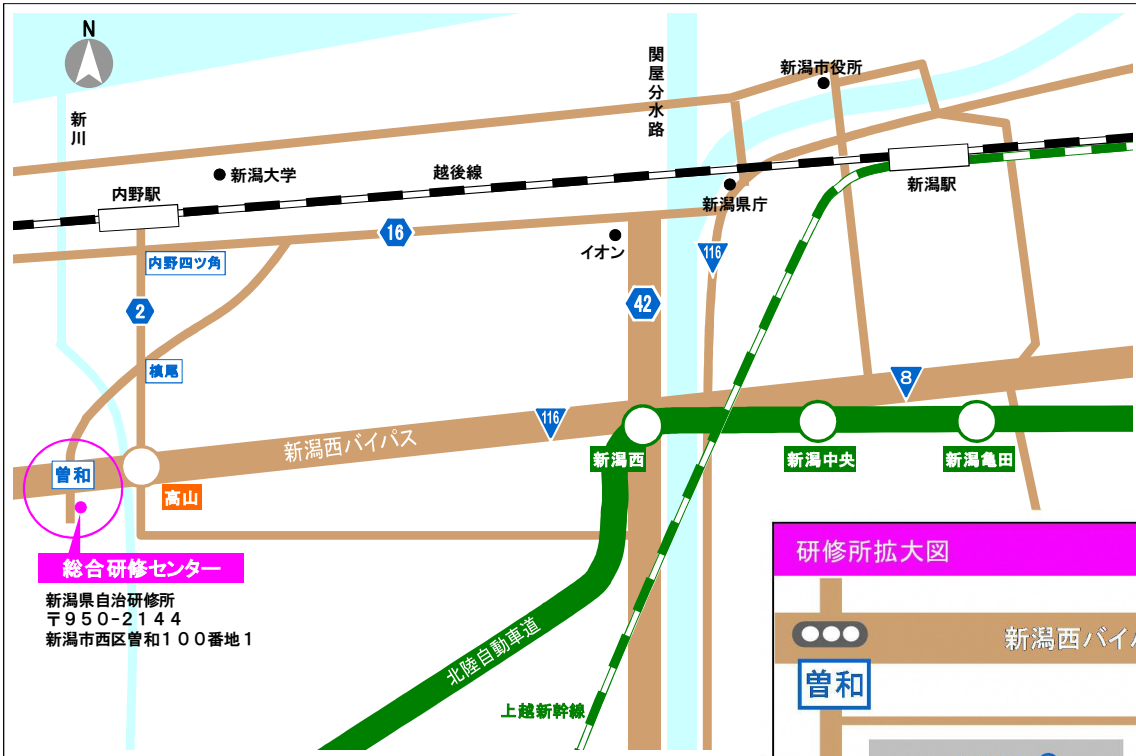 N
新川
関屋分水路
新潟市役所
新潟大学
越後線
内野駅
新潟駅
新潟県庁
16
イオン
116
内野四ツ角
2
42
槙尾
8
116
新潟西バイパス
新潟西
新潟中央
新潟亀田
曽和
高山
総合研修センター
新潟県自治研修所
〒950-2144
新潟市西区曽和100番地1
北陸自動車道
上越新幹線
研修所拡大図
新潟西バイパ
曽和